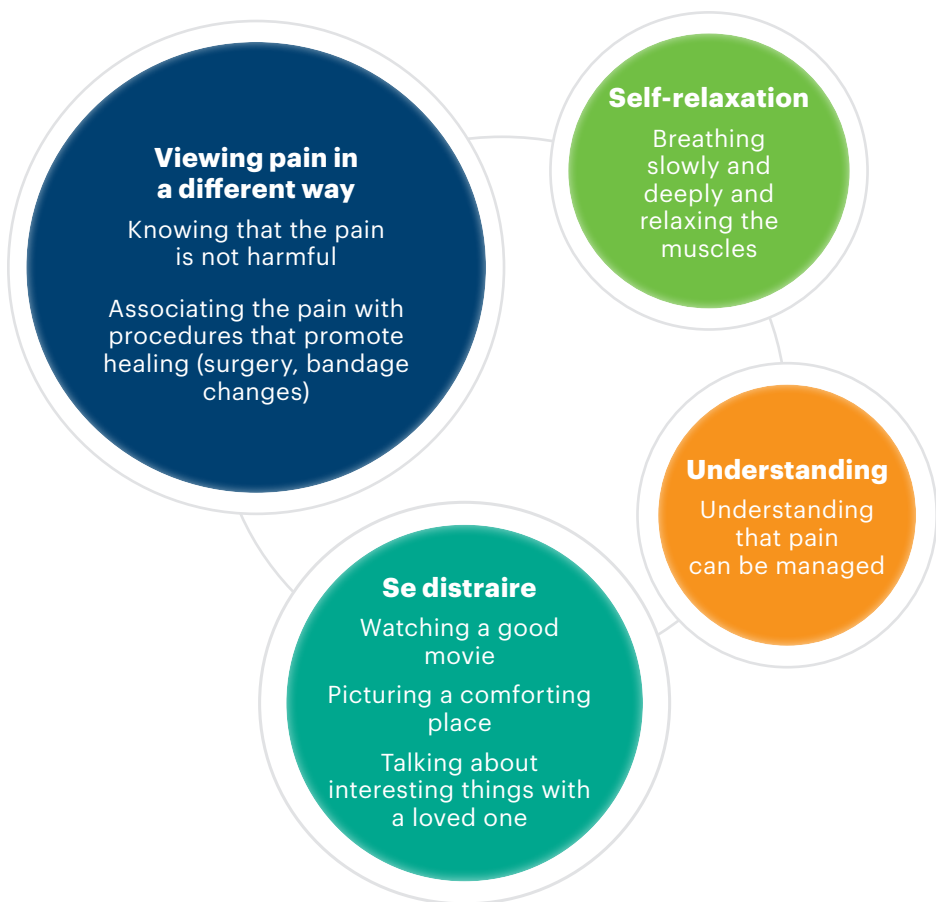 Viewing pain in
a different way
Knowing that the pain
is not harmful
Associating the pain with
procedures that promote
healing (surgery, bandage
changes)
Self-relaxation
Breathing
slowly and
deeply and
relaxing the
muscles
Understanding
Understanding
that pain
can be managed
Se distraire
Watching a good
movie
Picturing a comforting
place
Talking about
interesting things with
a loved one